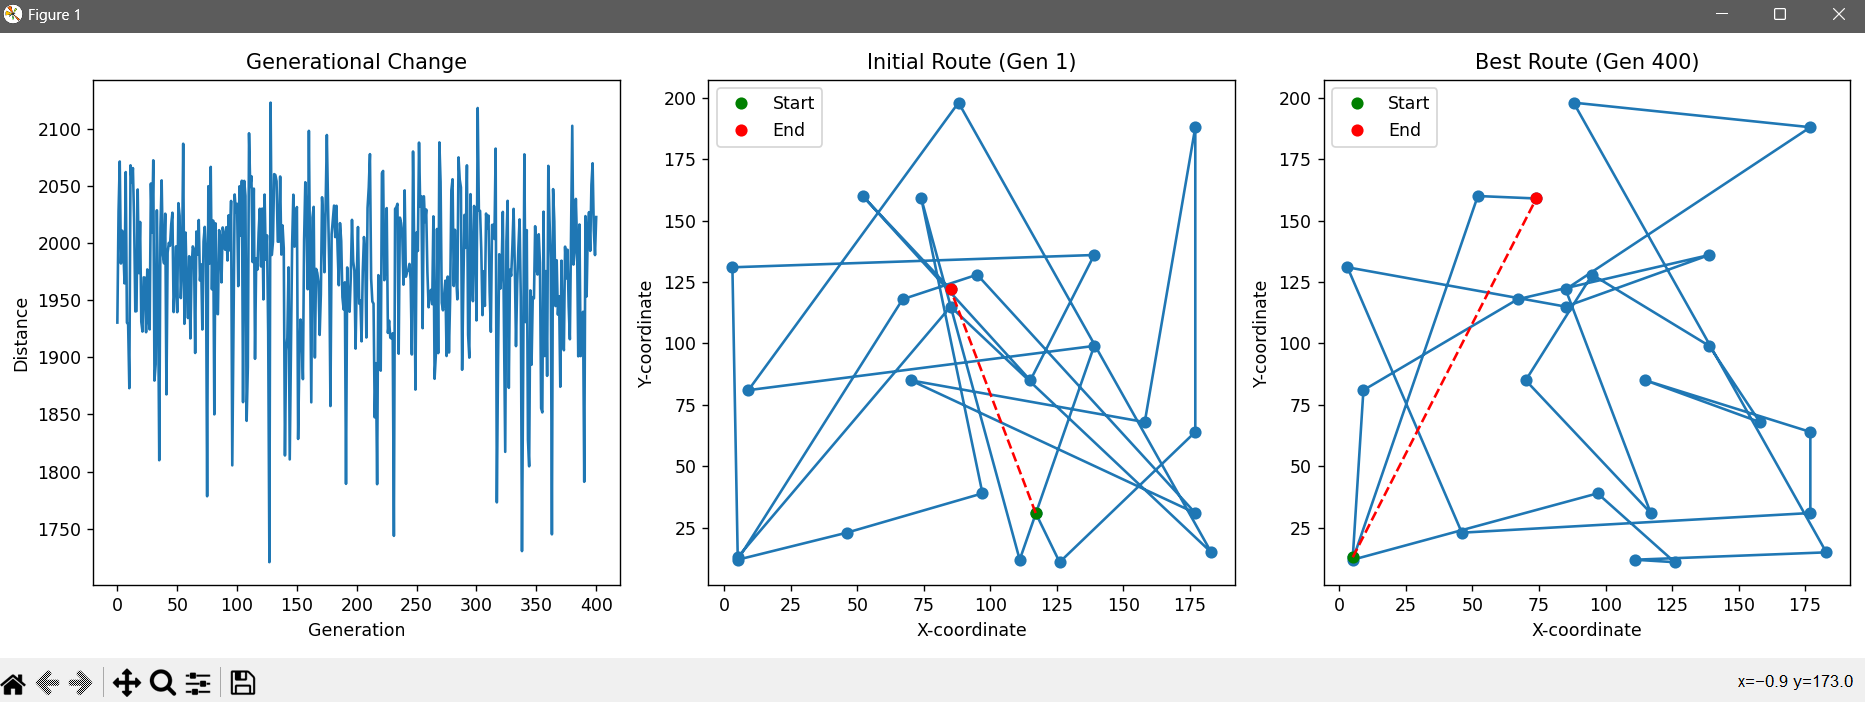 Figure 1
Generational Change
Distance
2100
2050
2000
1950
1900
1850
1800
1750
0 50 100 150 200 250 300 350 400
Generation
Initial Route (Gen 1)
Start
End
Y-coordinate
200
175
150
125
100
75
50
25
0 25 50 75 100 125 150 175
X-coordinate
Best Route (Gen 400)
Start
End
Y-coordinate
200
175
150
125
100
75
50
25
0 25 50 75 100 125 150 175
X-coordinate
x=−0.9 y=173.0